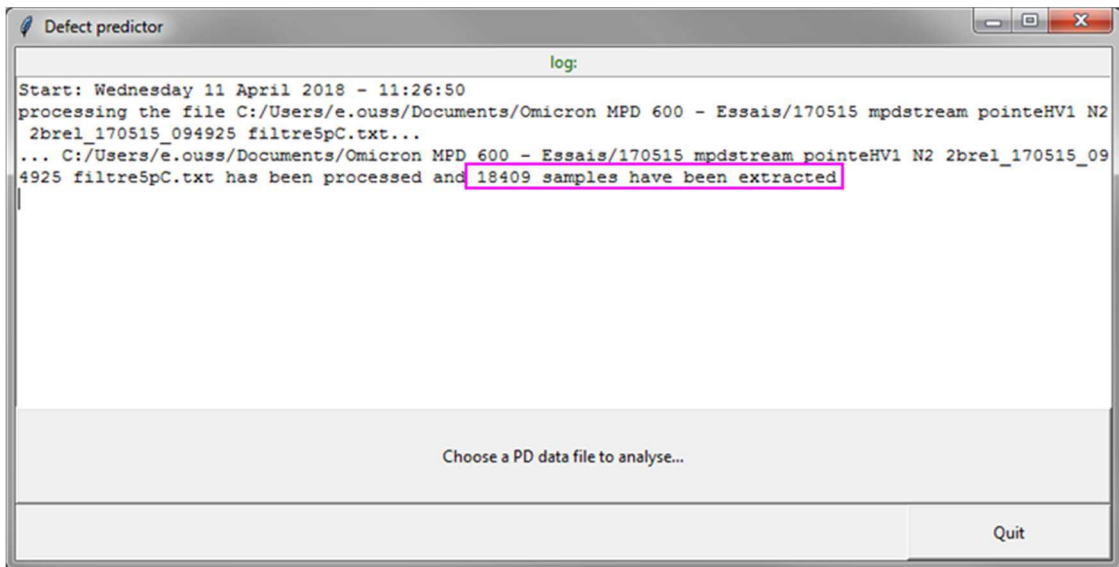 Defect predictor
log:
Start: Wednesday 11 April 2018 - 11:26:50
processing the file C:/Users/e.ouss/Documents/Omicron MPD 600 - Essais/170515 mpdstream pointeHV1 N2
2brel_170515_094925 filtre5pC.txt...
... C:/Users/e.ouss/Documents/Omicron MPD 600 - Essais/170515 mpdstream pointeHV1 N2 2brel_170515_09
4925 filtre5pC.txt has been processed and 18409 samples have been extracted
Choose a PD data file to analyse...
Quit